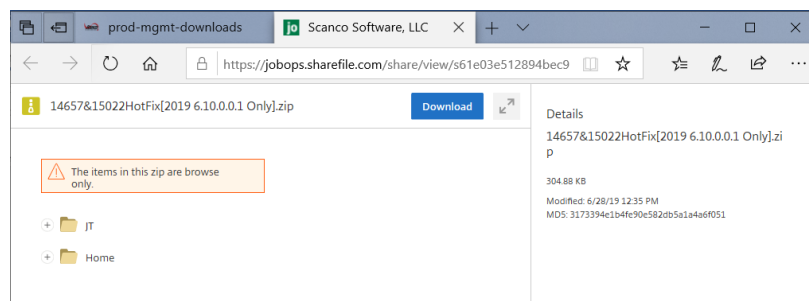 prod-mgmt-downloads
jo Scanco Software, LLC
https://jobops.sharefile.com/share/view/s61e03e512894bec9
14657&15022HotFix[2019 6.10.0.0.1 Only].zip
Download
The items in this zip are browse
only.
JT
Home
Details
14657&15022HotFix[2019 6.10.0.0.1 Only].zi
p
304.88 KB
Modified: 6/28/19 12:35 PM
MD5: 3173394e1b4fe90e582db5a1a4a6f051